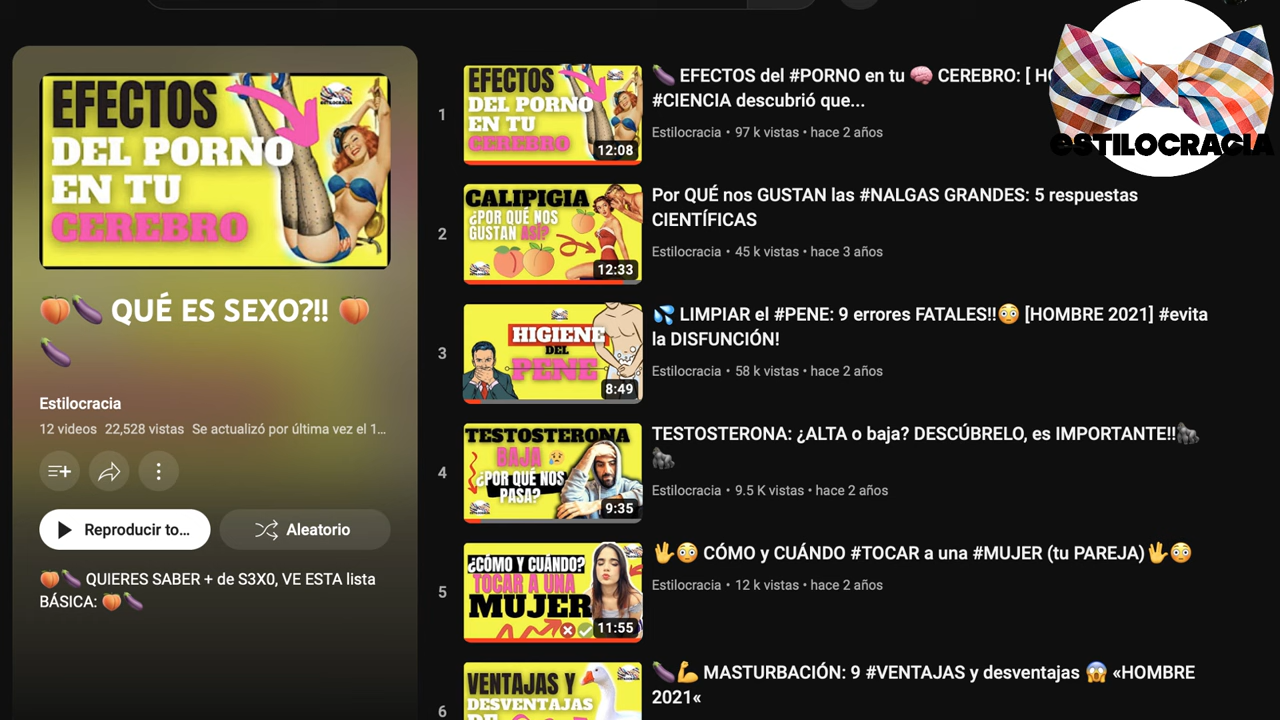 EFECTOS
DEL PORNO
EN TU
CEREBRO
ESTILOCRACIA
🍑🍆 QUÉ ES SEXO?!! 🍑
🍆
Estilocracia
12 videos 22,528 vistas Se actualizó por última vez el 1…
Reproducir to…
Aleatorio
🍑🍆 QUIERES SABER + de S3X0, VE ESTA lista
BÁSICA: 🍑🍆
1
EFECTOS
DEL PORNO
EN TU
CEREBRO
12:08
🍆 EFECTOS del #PORNO en tu 🧠 CEREBRO: [
#CIENCIA descubrió que...
Estilocracia • 97 k vistas • hace 2 años
ESTILOCRACIA
2
CALIPIGIA
¿POR QUÉ NOS
GUSTAN ASÍ?
12:33
Por QUÉ nos GUSTAN las #NALGAS GRANDES: 5 respuestas
CIENTÍFICAS
Estilocracia • 45 k vistas • hace 3 años
3
HIGIENE
DEL
PENE
8:49
💦 LIMPIAR el #PENE: 9 errores FATALES!!😳 [HOMBRE 2021] #evita
la DISFUNCIÓN!
Estilocracia • 58 k vistas • hace 2 años
4
TESTOSTERONA
BAJA
¿POR QUÉ NOS
PASA?
9:35
TESTOSTERONA: ¿ALTA o baja? DESCÚBRELO, es IMPORTANTE!!🦍
🦍
Estilocracia • 9.5 K vistas • hace 2 años
5
¿CÓMO Y CUÁNDO?
TOCAR A UNA
MUJER
11:55
🖖😳 CÓMO y CUÁNDO #TOCAR a una #MUJER (tu PAREJA)🖖😳
Estilocracia • 12 k vistas • hace 2 años
6
VENTAJAS Y
DESVENTAJAS
🍆💪 MASTURBACIÓN: 9 #VENTAJAS y desventajas 😱 «HOMBRE
2021«